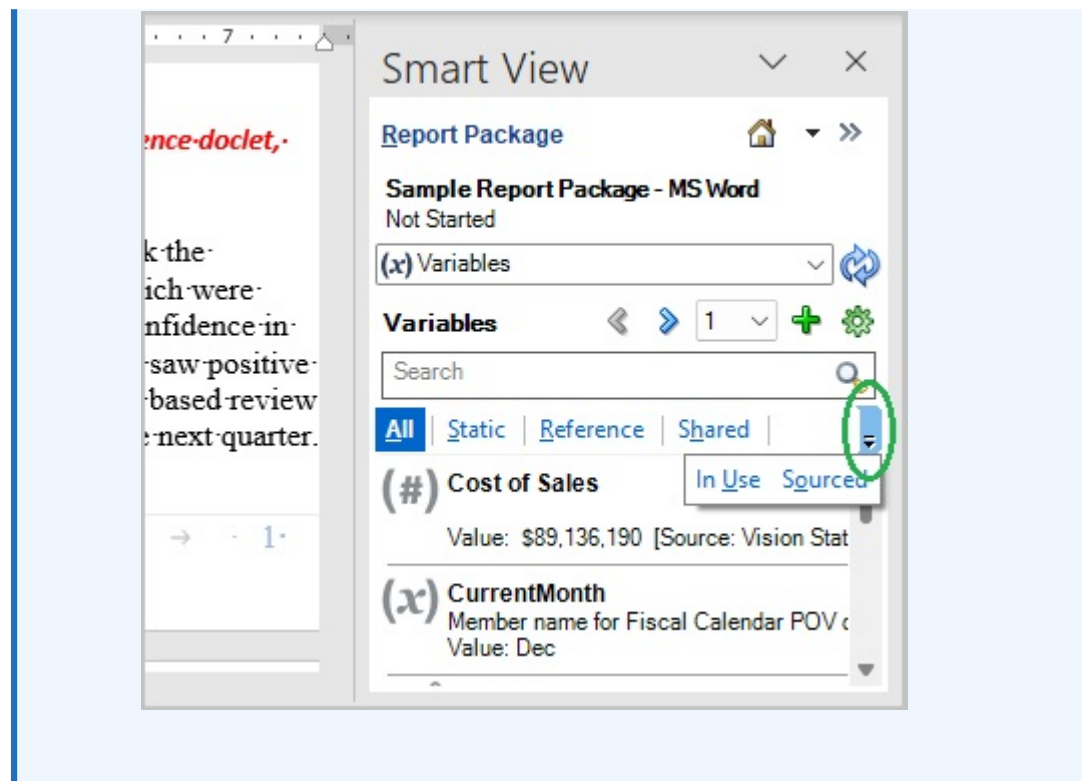 7
ence·doclet,·
k·the·
ich·were·
nfidence·in·
·saw·positive·
·based·review
e·next·quarter.
1·
Smart View
Report Package
Sample Report Package - MS Word
Not Started
(x) Variables
Variables 1
Search
All Static Reference Shared
In Use Sourced
(#) Cost of Sales
Value: $89,136,190 [Source: Vision Stat
(x) CurrentMonth
Member name for Fiscal Calendar POV c
Value: Dec